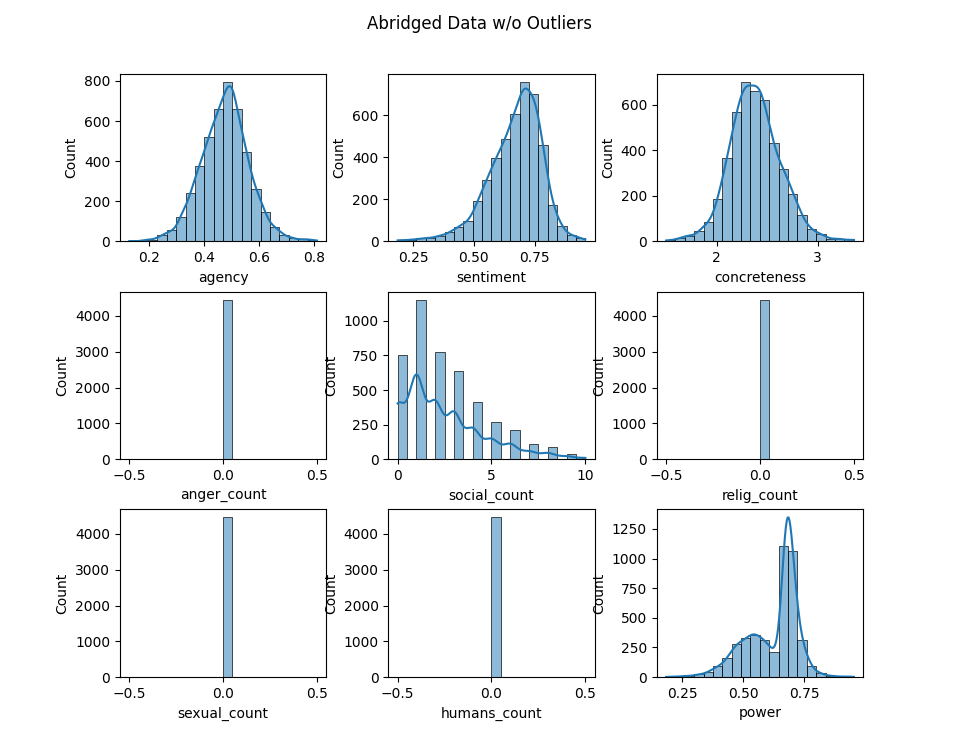 Abridged Data w/o Outliers
800
600
400
200
0
Count
0.2 0.4 0.6 0.8
agency
600
400
200
0
Count
0.25 0.50 0.75
sentiment
600
400
200
0
Count
2 3
concreteness
4000
3000
2000
1000
0
Count
−0.5 0.0 0.5
anger_count
1000
750
500
250
0
Count
0 5 10
social_count
4000
3000
2000
1000
0
Count
−0.5 0.0 0.5
relig_count
4000
3000
2000
1000
0
Count
−0.5 0.0 0.5
sexual_count
4000
3000
2000
1000
0
Count
−0.5 0.0 0.5
humans_count
1250
1000
750
500
250
0
Count
0.25 0.50 0.75
power